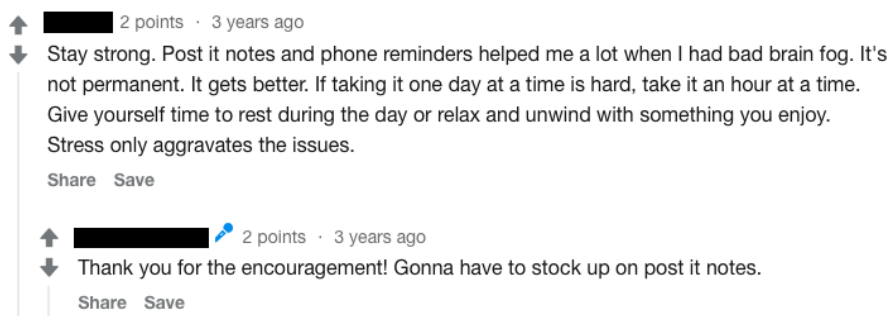 2 points · 3 years ago
Stay strong. Post it notes and phone reminders helped me a lot when I had bad brain fog. It's
not permanent. It gets better. If taking it one day at a time is hard, take it an hour at a time.
Give yourself time to rest during the day or relax and unwind with something you enjoy.
Stress only aggravates the issues.
Share Save
2 points · 3 years ago
Thank you for the encouragement! Gonna have to stock up on post it notes.
Share Save